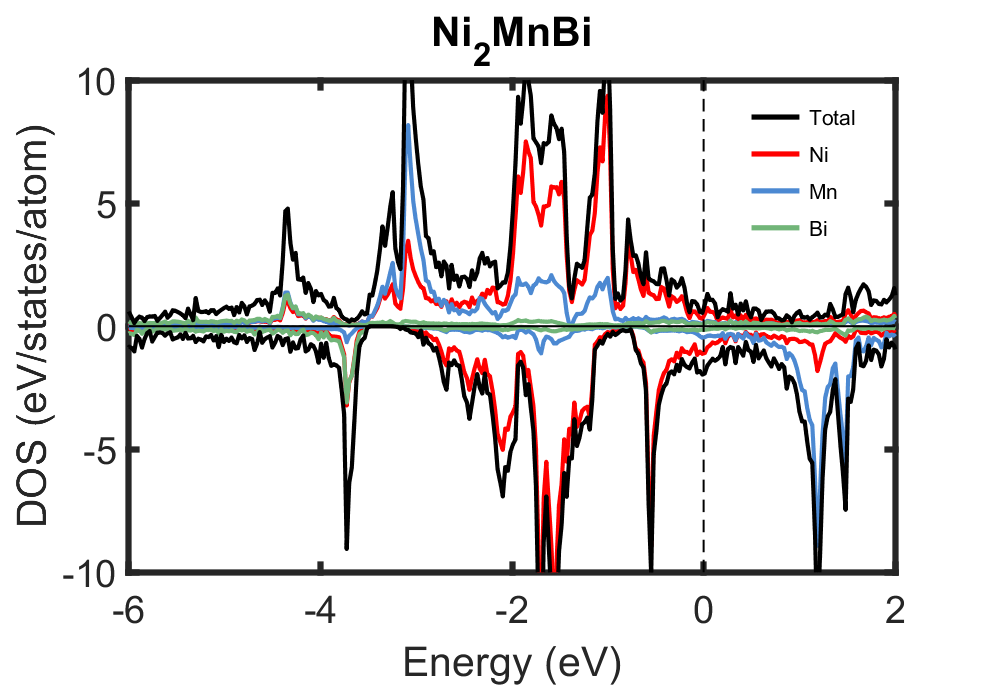 Ni2MnBi
10
5
0
-5
-10
DOS (eV/states/atom)
Total
Ni
Mn
Bi
-6
-4
-2
0
2
Energy (eV)